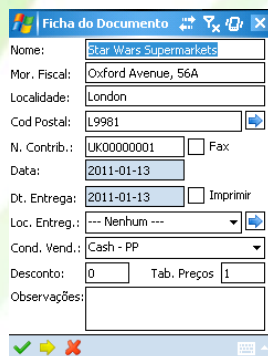 Ficha do Documento
Nome: Star Wars Supermarkets
Mor. Fiscal: Oxford Avenue, 56A
Localidade: London
Cod Postal: L9981
N. Contrib.: UK00000001 Fax
Data: 2011-01-13
Dt. Entrega: 2011-01-13 Imprimir
Loc. Entreg.: --- Nenhum ---
Cond. Vend.: Cash - PP
Desconto: 0 Tab. Preços 1
Observações: